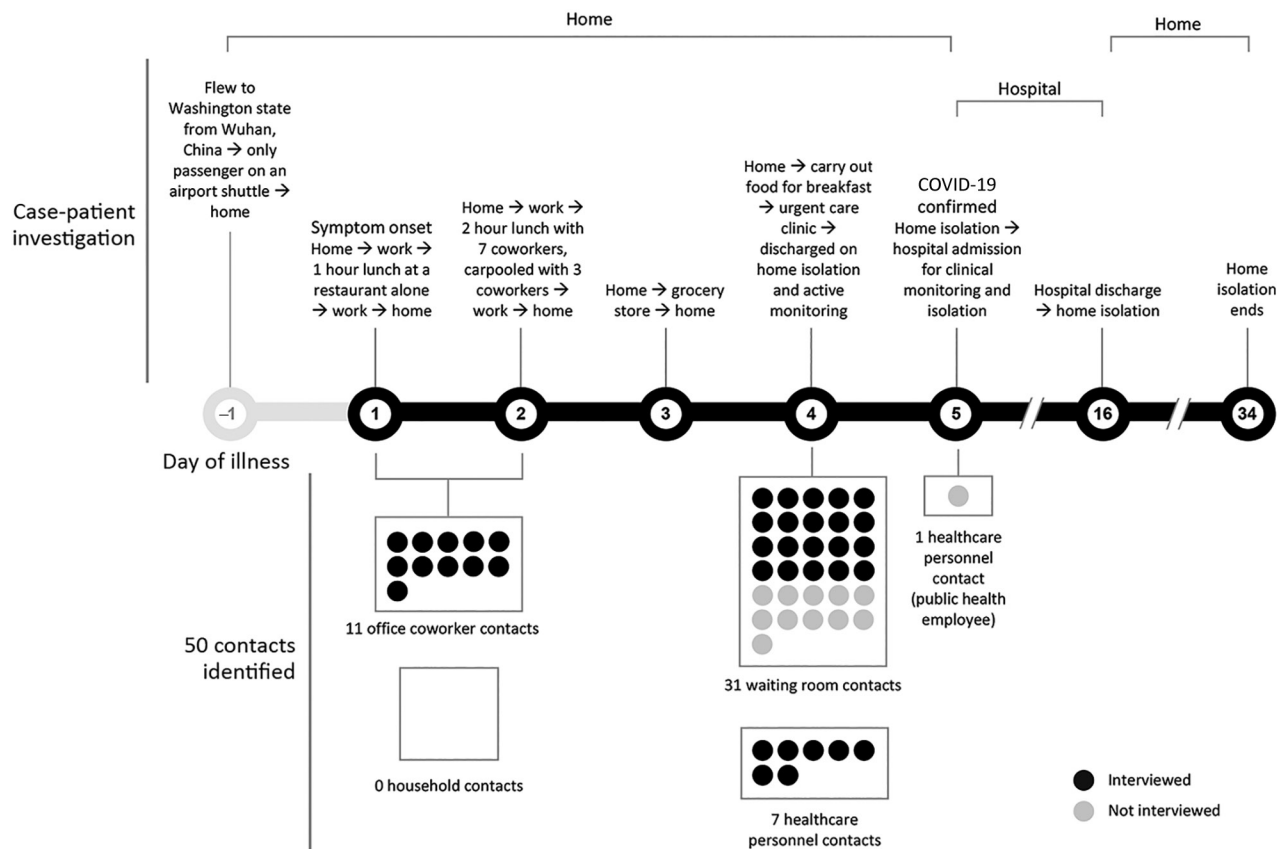 Home
Home
Hospital
Case-patient
investigation
Flew to
Washington state
from Wuhan,
China → only
passenger on an
airport shuttle →
home
Symptom onset
Home → work →
1 hour lunch at a
restaurant alone
→ work → home
Home → work →
2 hour lunch with
7 coworkers,
carpooled with 3
coworkers →
work → home
Home → grocery
store → home
Home → carry out
food for breakfast
→ urgent care
clinic →
discharged on
home isolation
and active
monitoring
COVID-19
confirmed
Home isolation →
hospital admission
for clinical
monitoring and
isolation
Hospital discharge
→ home isolation
Home
isolation
ends
–1 1 2 3 4 5 16 34
Day of illness
50 contacts
identified
11 office coworker contacts
0 household contacts
31 waiting room contacts
7 healthcare
personnel contacts
1 healthcare
personnel
contact
(public health
employee)
Interviewed
Not interviewed